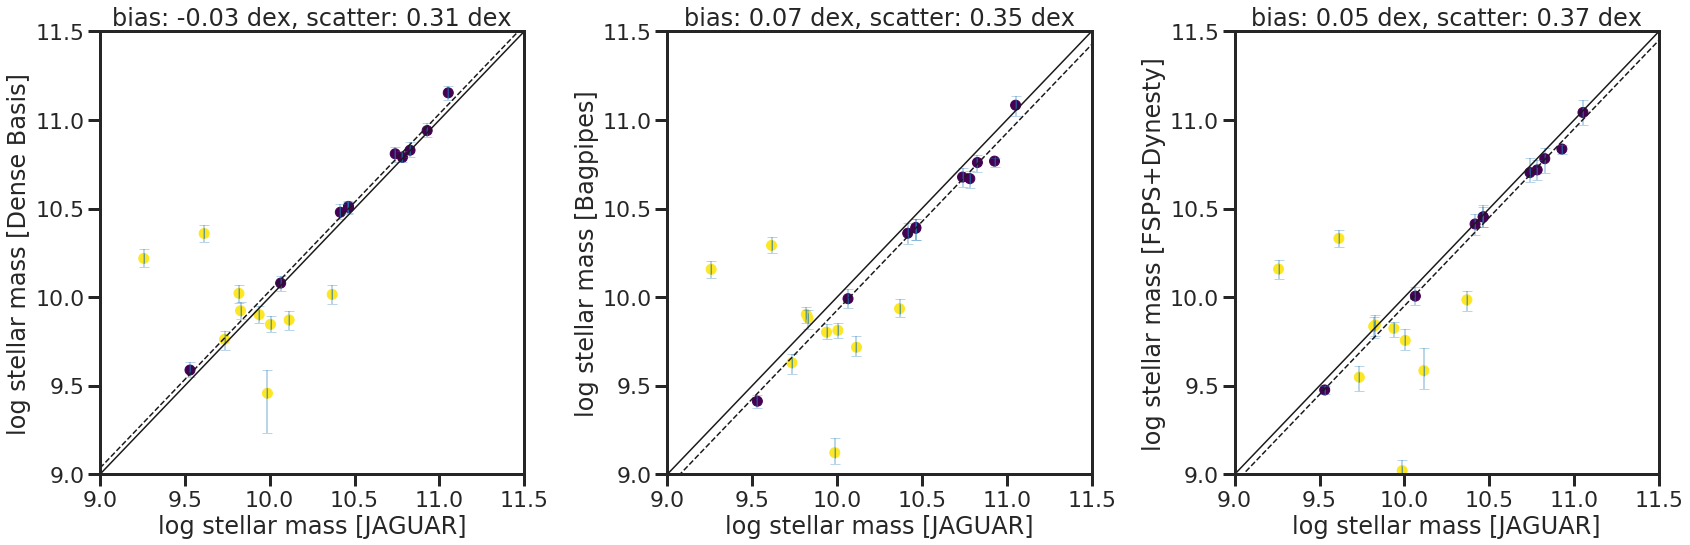 bias: -0.03 dex, scatter: 0.31 dex
11.5
11.0
10.5
10.0
9.5
9.0
log stellar mass [Dense Basis]
9.0 9.5 10.0 10.5 11.0 11.5
log stellar mass [JAGUAR]
bias: 0.07 dex, scatter: 0.35 dex
11.5
11.0
10.5
10.0
9.5
9.0
log stellar mass [Bagpipes]
9.0 9.5 10.0 10.5 11.0 11.5
log stellar mass [JAGUAR]
bias: 0.05 dex, scatter: 0.37 dex
11.5
11.0
10.5
10.0
9.5
9.0
log stellar mass [FSPS+Dynesty]
9.0 9.5 10.0 10.5 11.0 11.5
log stellar mass [JAGUAR]